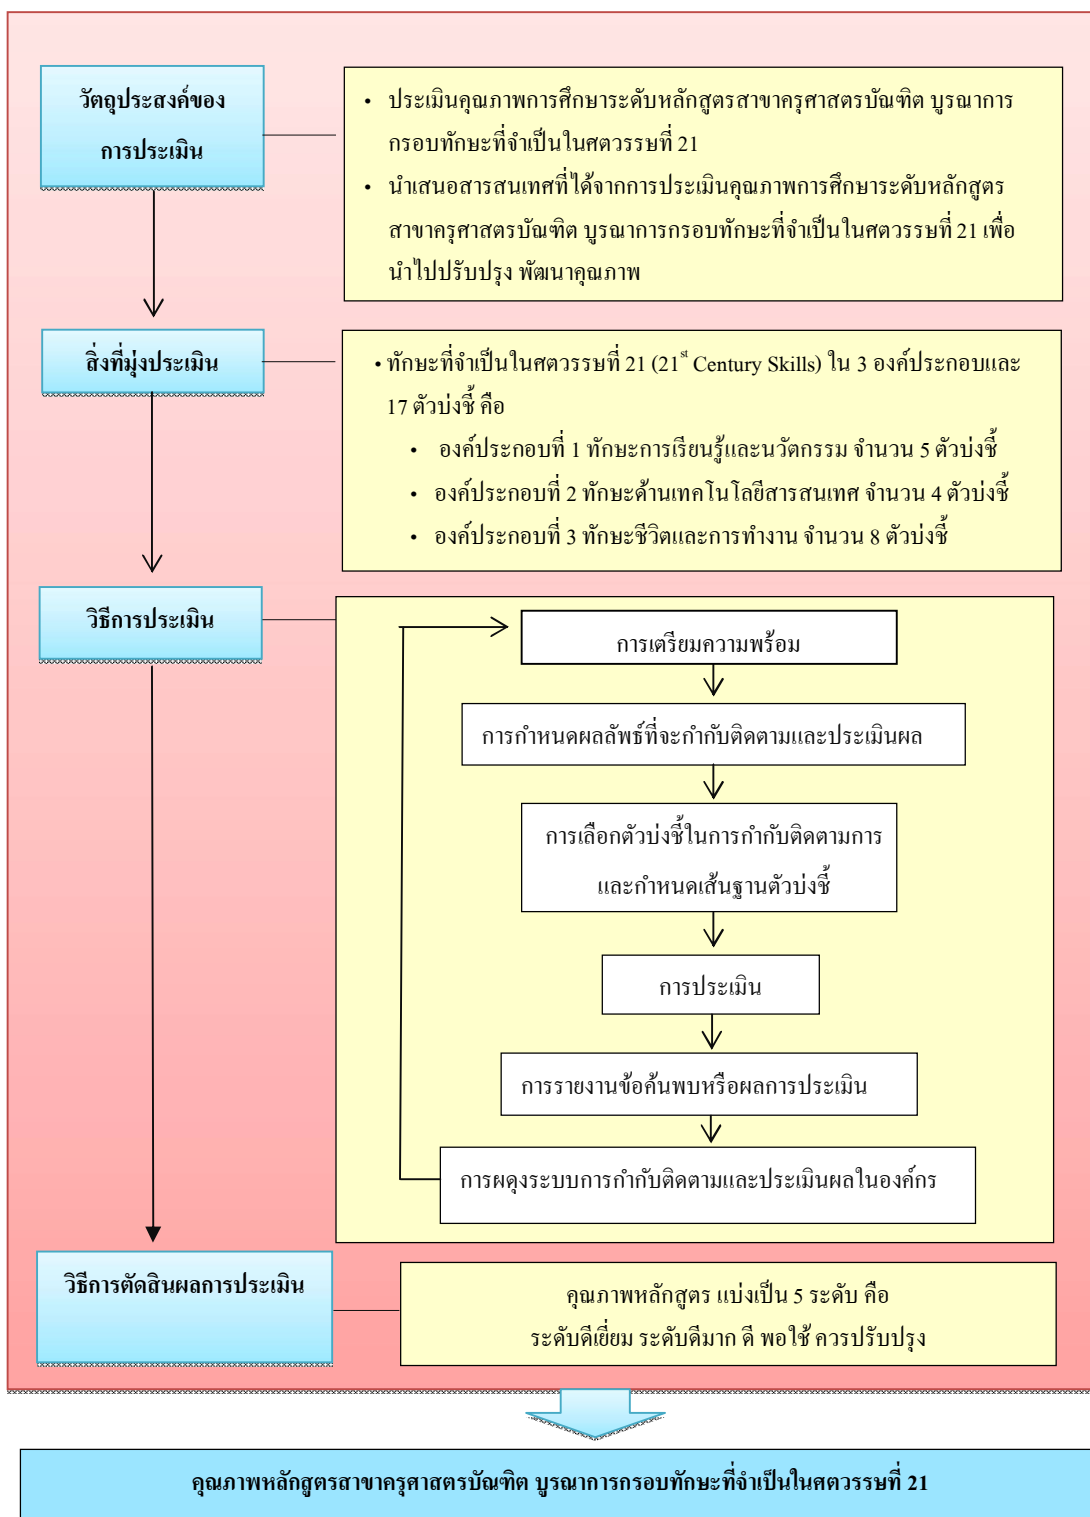 วัตถุประสงค์ของ
การประเมิน
• ประเมินคุณภาพการศึกษาระดับหลักสูตรสาขาครุศาสตรบัณฑิต บูรณาการ
กรอบทักษะที่จำเป็นในศตวรรษที่ 21
• นำเสนอสารสนเทศที่ได้จากการประเมินคุณภาพการศึกษาระดับหลักสูตร
สาขาครุศาสตรบัณฑิต บูรณาการกรอบทักษะที่จำเป็นในศตวรรษที่ 21 เพื่อ
นำไปปรับปรุง พัฒนาคุณภาพ
สิ่งที่มุ่งประเมิน
• ทักษะที่จำเป็นในศตวรรษที่ 21 (21st Century Skills) ใน 3 องค์ประกอบและ
17 ตัวบ่งชี้ คือ
• องค์ประกอบที่ 1 ทักษะการเรียนรู้และนวัตกรรม จำนวน 5 ตัวบ่งชี้
• องค์ประกอบที่ 2 ทักษะด้านเทคโนโลยีสารสนเทศ จำนวน 4 ตัวบ่งชี้
• องค์ประกอบที่ 3 ทักษะชีวิตและการทำงาน จำนวน 8 ตัวบ่งชี้
วิธีการประเมิน
การเตรียมความพร้อม
การกำหนดผลลัพธ์ที่จะกำกับติดตามและประเมินผล
การเลือกตัวบ่งชี้ในการกำกับติดตามการ
และกำหนดเส้นฐานตัวบ่งชี้
การประเมิน
การรายงานข้อค้นพบหรือผลการประเมิน
การผดุงระบบการกำกับติดตามและประเมินผลในองค์กร
วิธีการตัดสินผลการประเมิน
คุณภาพหลักสูตร แบ่งเป็น 5 ระดับ คือ
ระดับดีเยี่ยม ระดับดีมาก ดี พอใช้ ควรปรับปรุง
คุณภาพหลักสูตรสาขาครุศาสตรบัณฑิต บูรณาการกรอบทักษะที่จำเป็นในศตวรรษที่ 21